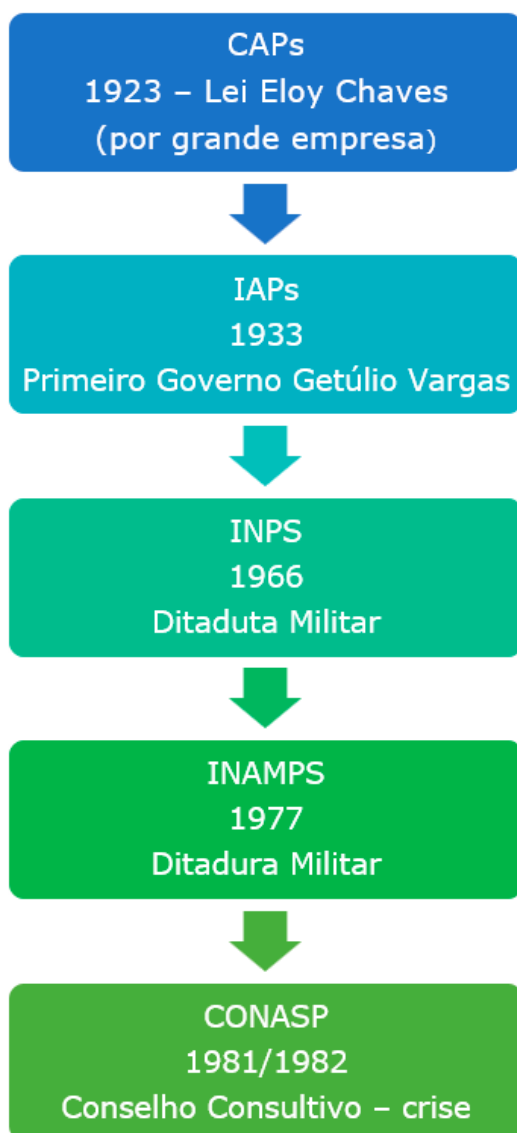 CAPs
1923 – Lei Eloy Chaves
(por grande empresa)
IAPs
1933
Primeiro Governo Getúlio Vargas
INPS
1966
Ditaduta Militar
INAMPS
1977
Ditadura Militar
CONASP
1981/1982
Conselho Consultivo – crise